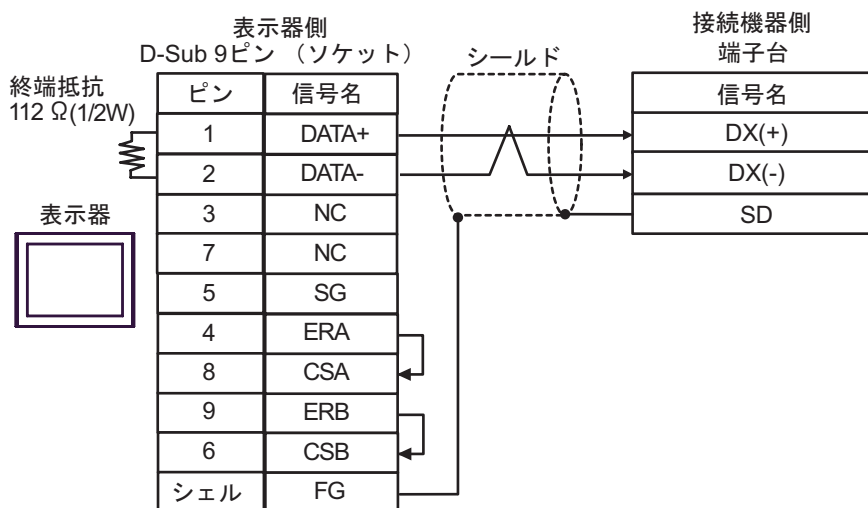 表示器側
D-Sub 9ピン （ソケット）
シールド
接続機器側
端子台
終端抵抗
112 Ω(1/2W)
表示器
ピン 信号名
1 DATA+
2 DATA-
3 NC
7 NC
5 SG
4 ERA
8 CSA
9 ERB
6 CSB
シェル FG
信号名
DX(+)
DX(-)
SD